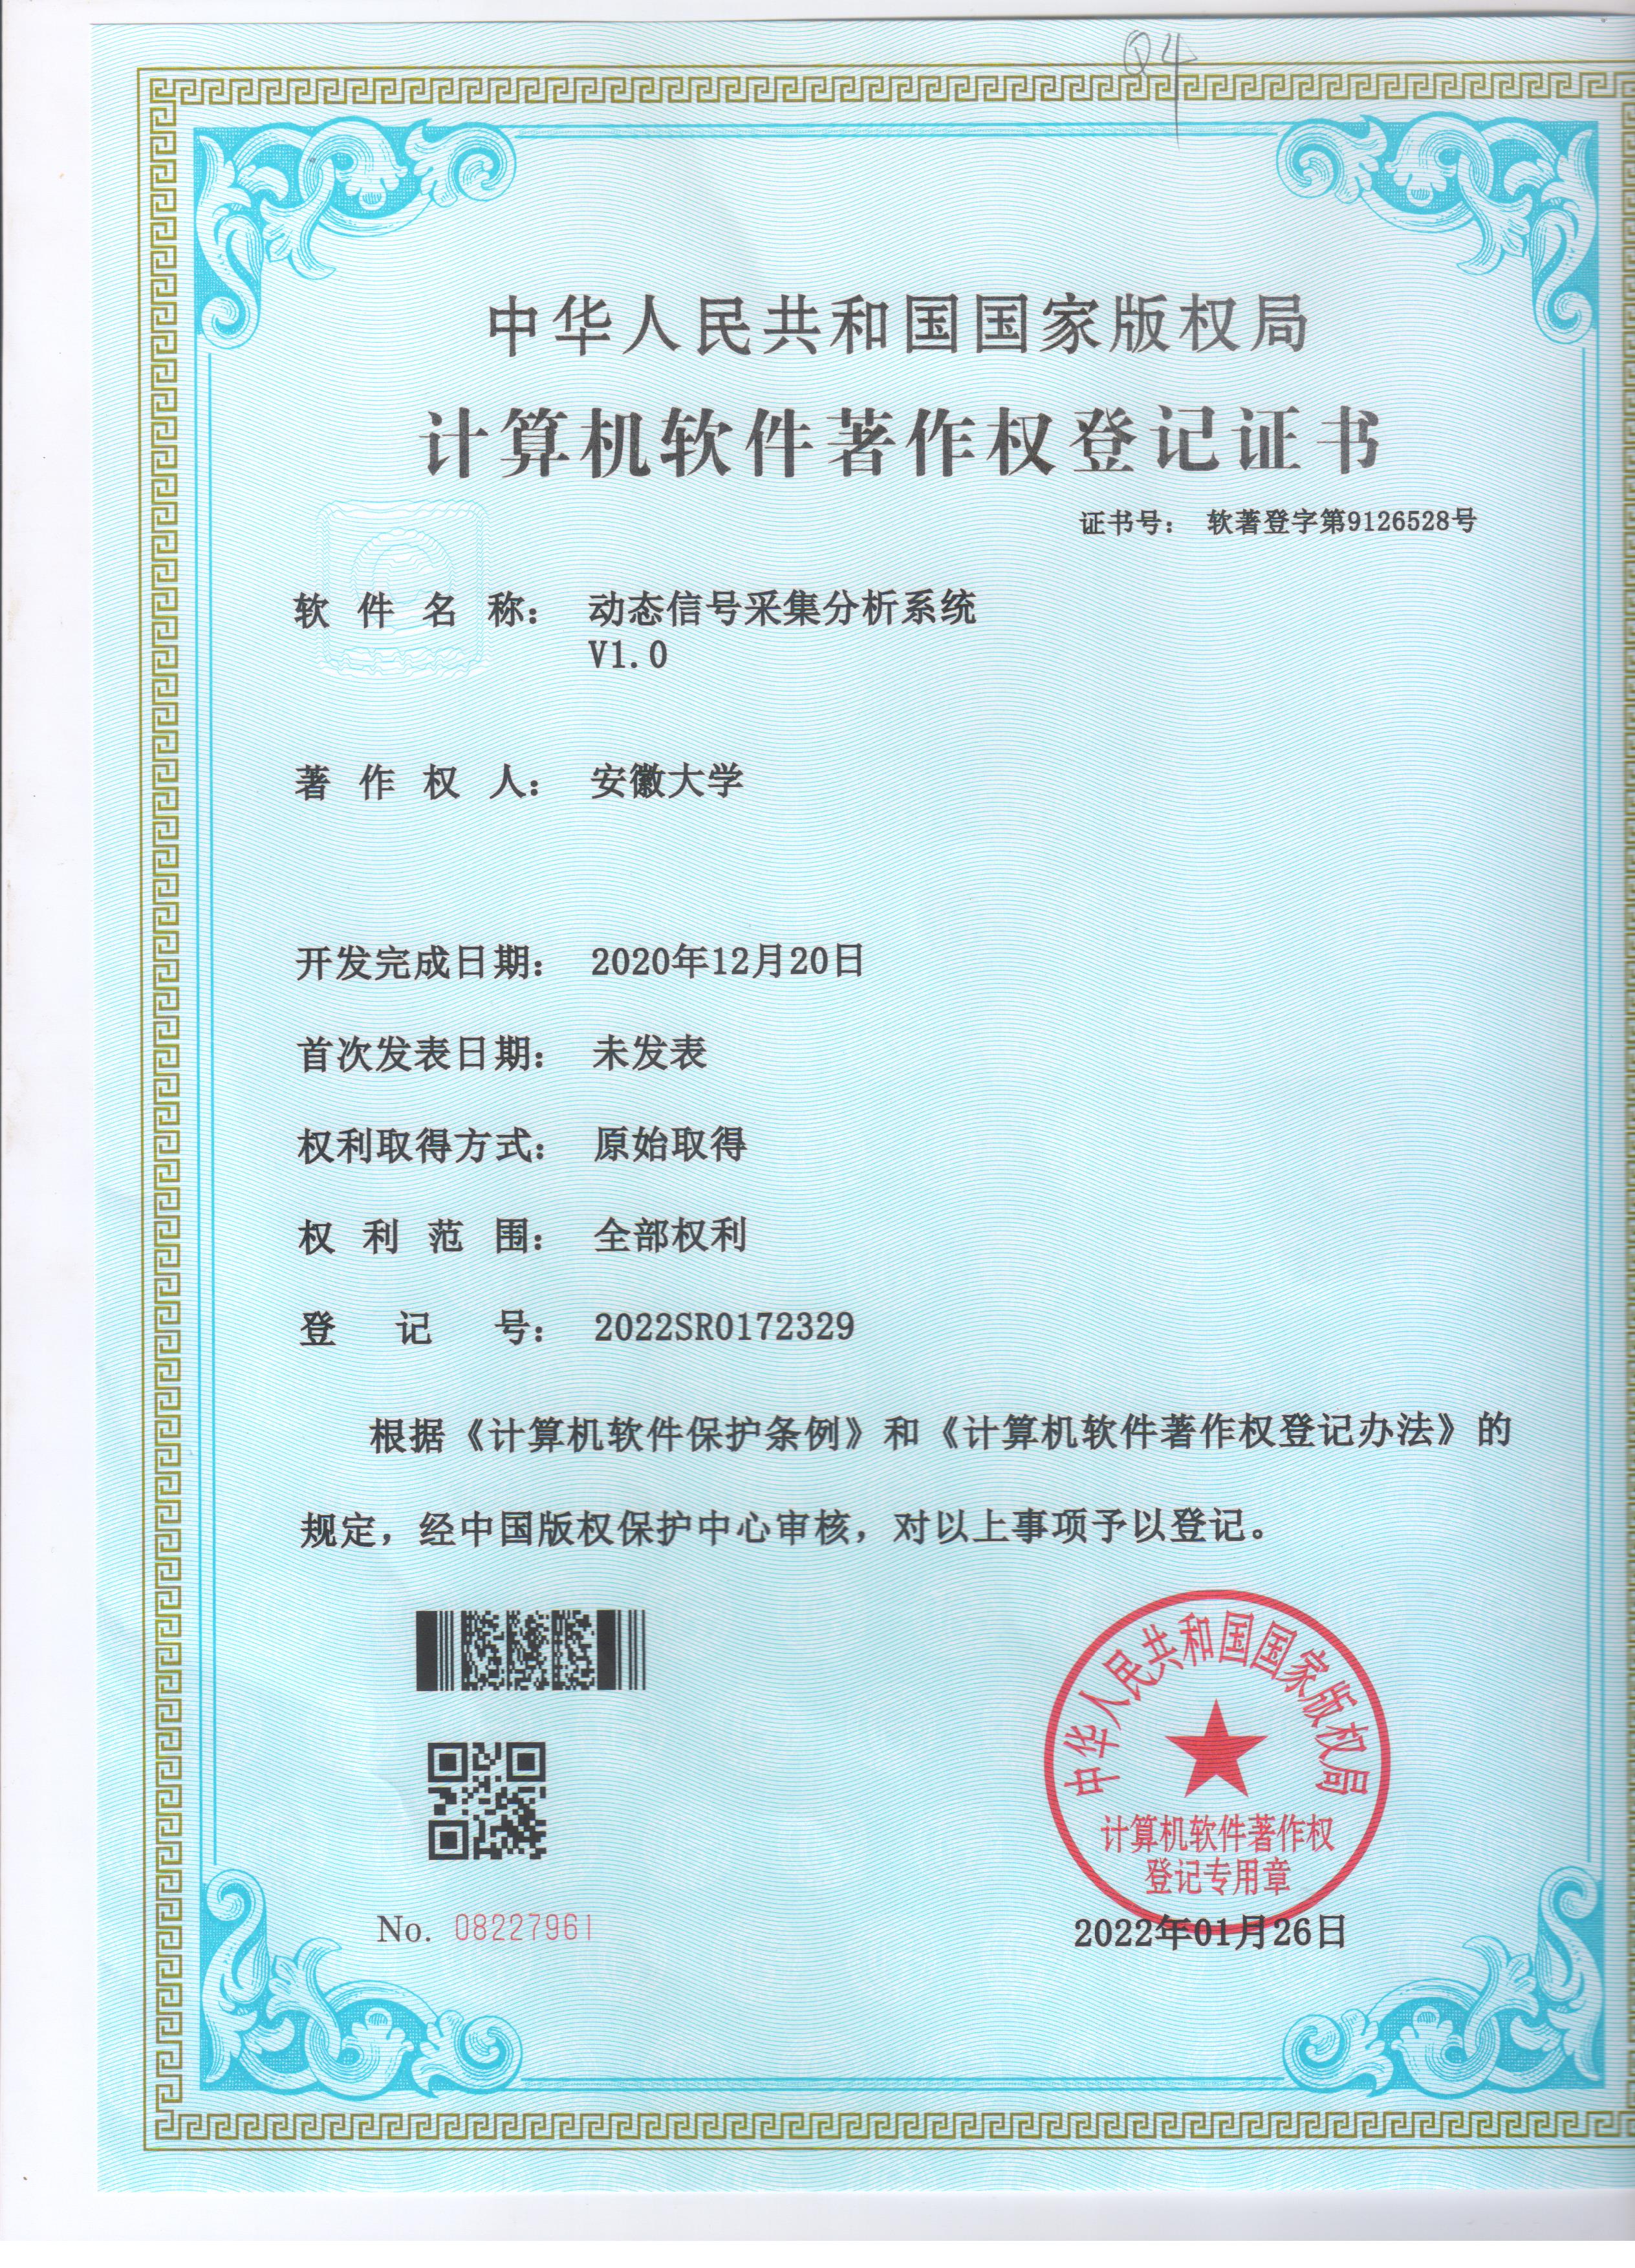 Q4
中华人民共和国国家版权局
计算机软件著作权登记证书
证书号： 软著登字第9126528号
软件名称： 动态信号采集分析系统
V1.0
著作权人： 安徽大学
开发完成日期： 2020年12月20日
首次发表日期： 未发表
权利取得方式： 原始取得
权利范围： 全部权利
登记号： 2022SR0172329
根据《计算机软件保护条例》和《计算机软件著作权登记办法》的
规定，经中国版权保护中心审核，对以上事项予以登记。
中华人民共和国国家版权局
计算机软件著作权
登记专用章
No. 08227961
2022年01月26日